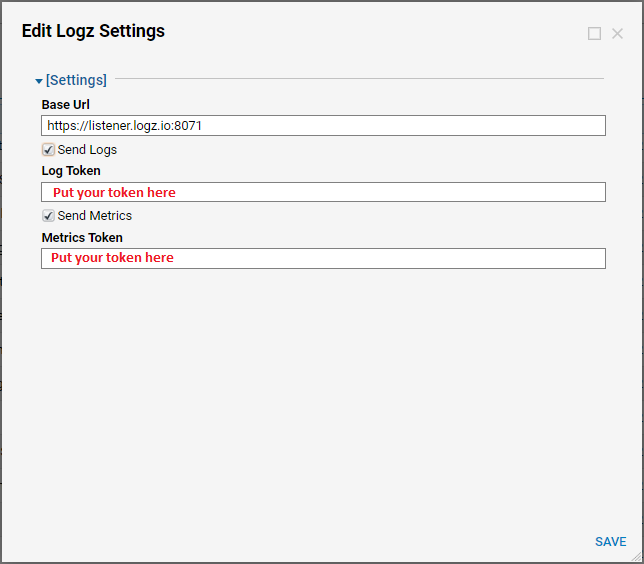 Edit Logz Settings
[Settings]
Base Url
https://listener.logz.io:8071
Send Logs
Log Token
Put your token here
Send Metrics
Metrics Token
Put your token here
SAVE